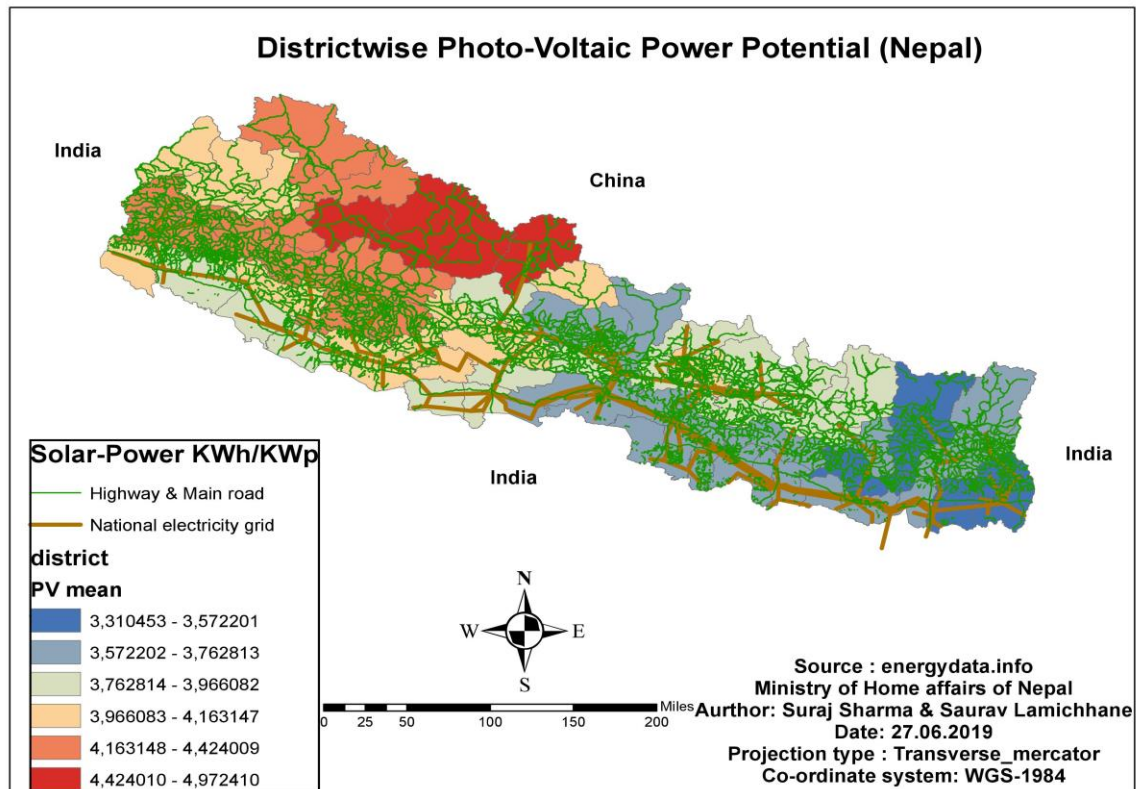 Districtwise Photo-Voltaic Power Potential (Nepal)
India
China
India
India
Solar-Power KWh/KWp
Highway & Main road
National electricity grid
district
PV mean
3,310453 - 3,572201
3,572202 - 3,762813
3,762814 - 3,966082
3,966083 - 4,163147
4,163148 - 4,424009
4,424010 - 4,972410
N
W
E
S
0 25 50 100 150 200 Miles
Source : energydata.info
Ministry of Home affairs of Nepal
Aurthor: Suraj Sharma & Saurav Lamichhane
Date: 27.06.2019
Projection type : Transverse_mercator
Co-ordinate system: WGS-1984